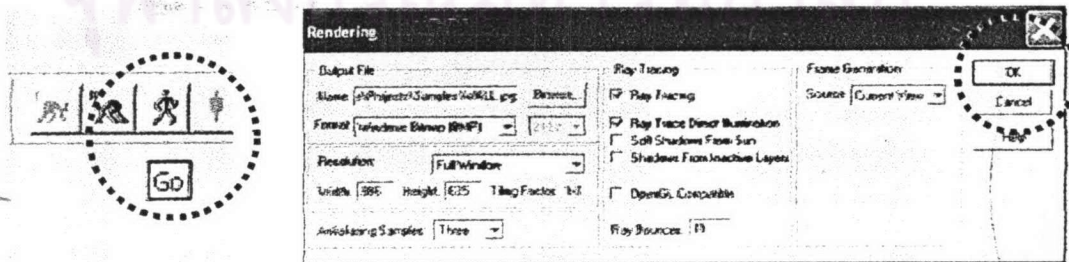 Go
Rendering
Output File
Name
Browse...
Format Windows Bitmap (BMP)
Resolution: Full Window
Width 986 Height 635 Tiling Factor
Antialiasing Samples: Three
Ray Tracing
Ray Tracing
Ray Trace Direct Illumination
Soft Shadows From Sun
Shadows From Inactive Layers
OpenGL Compatible
Ray Bounces:
Frame Generation
Source: Current View
OK
Cancel
Help